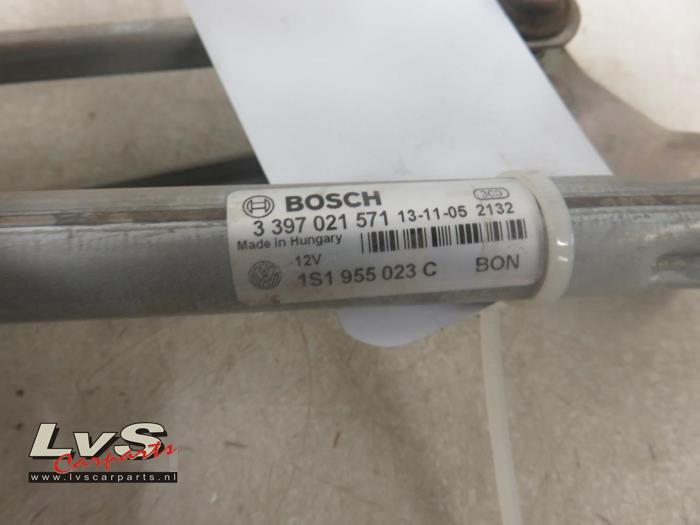 BOSCH
360
3 397 021 571 13-11-05 2132
Made in Hungary
12V
1S1 955 023 C BON
LvS
Carparts
www.lvscarparts.nl